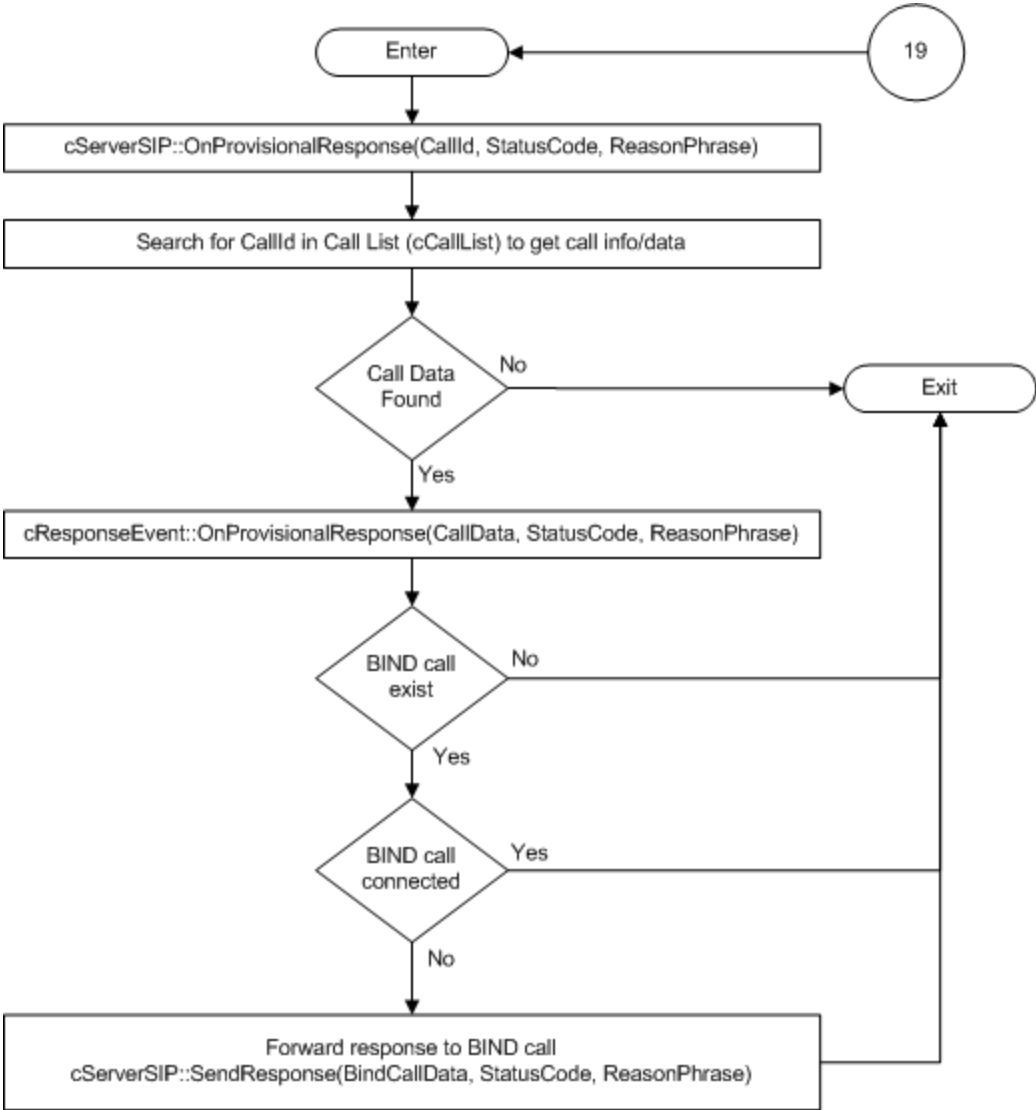 Enter
19
cServerSIP::OnProvisionalResponse(CallId, StatusCode, ReasonPhrase)
Search for CallId in Call List (cCallList) to get call info/data
Call Data
Found
No
Exit
Yes
cResponseEvent::OnProvisionalResponse(CallData, StatusCode, ReasonPhrase)
BIND call
exist
No
Yes
BIND call
connected
Yes
No
Forward response to BIND call
cServerSIP::SendResponse(BindCallData, StatusCode, ReasonPhrase)